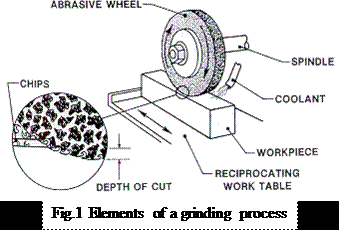 ABRASIVE WHEEL
SPINDLE
CHIPS
COOLANT
WORKPIECE
RECIPROCATING
WORK TABLE
DEPTH OF CUT
Fig.1 Elements of a grinding process